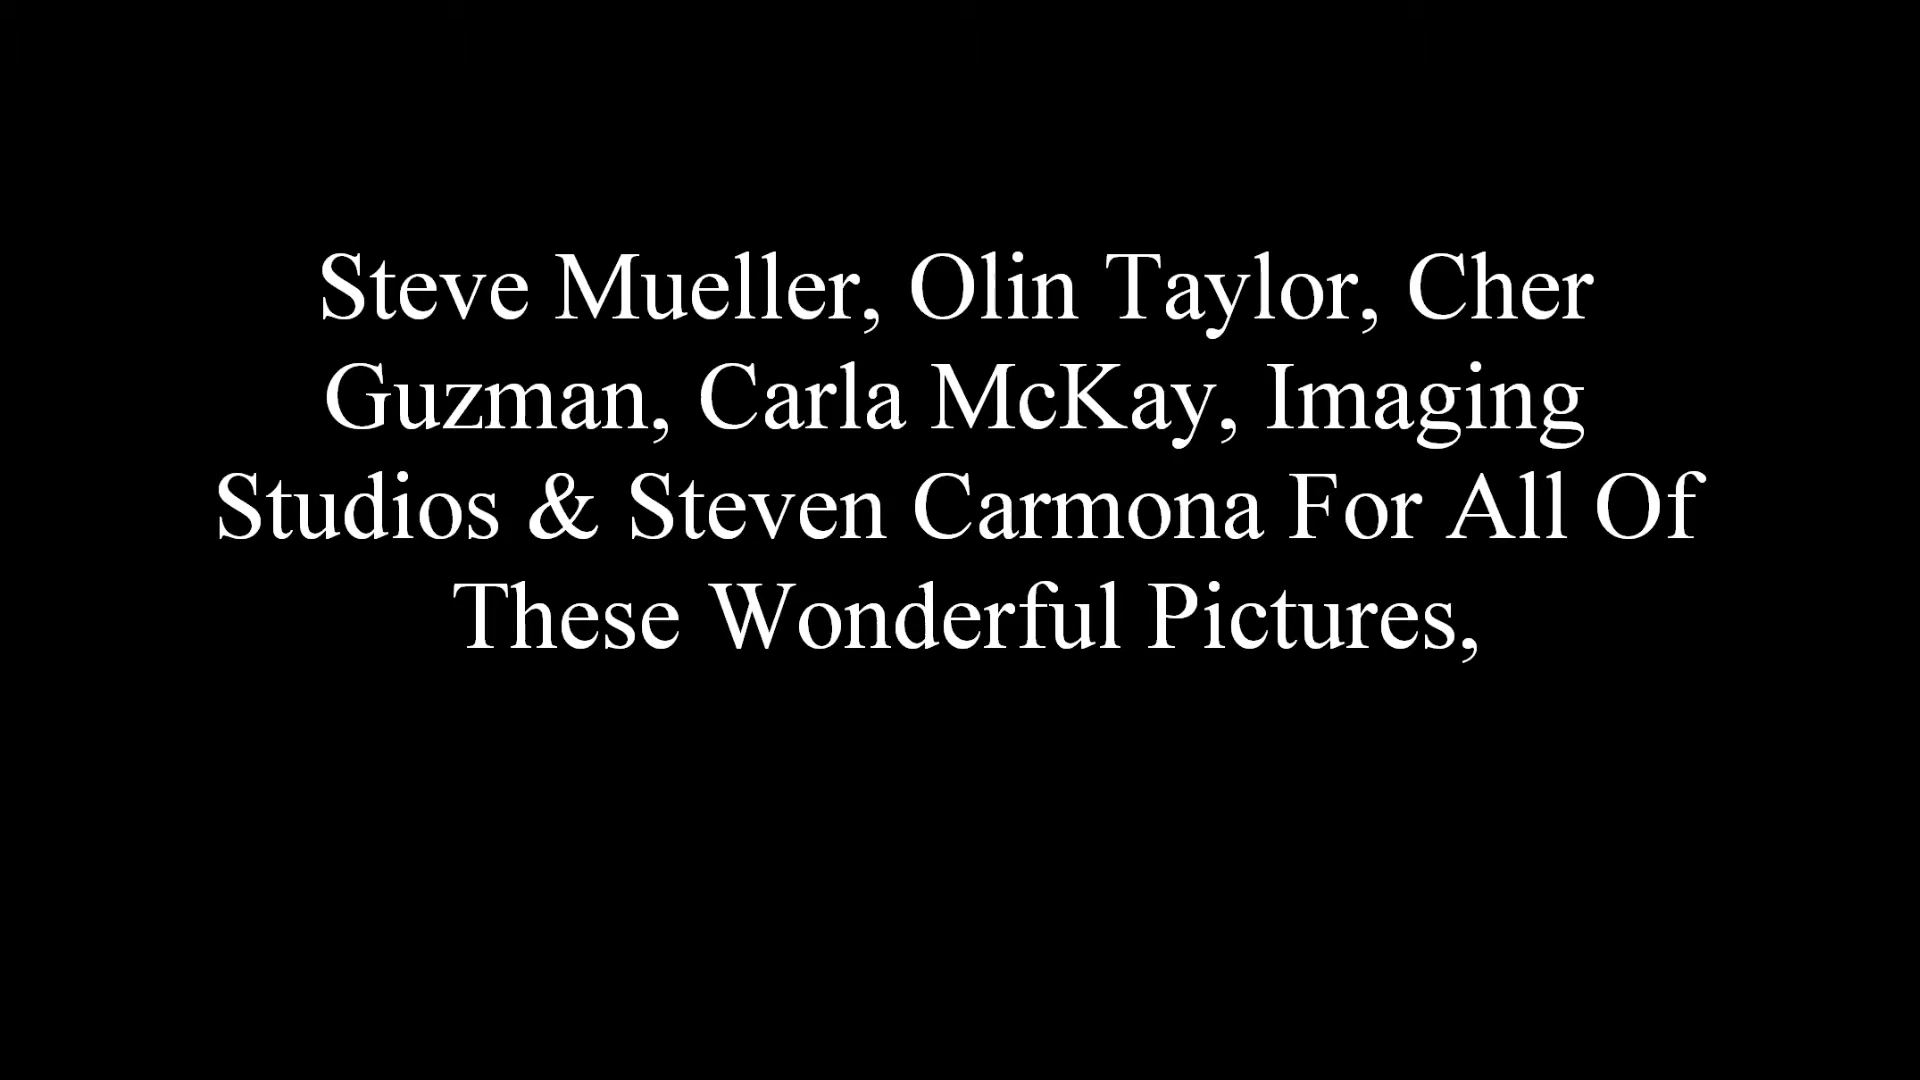 Steve Mueller, Olin Taylor, Cher
Guzman, Carla McKay, Imaging
Studios & Steven Carmona For All Of
These Wonderful Pictures,